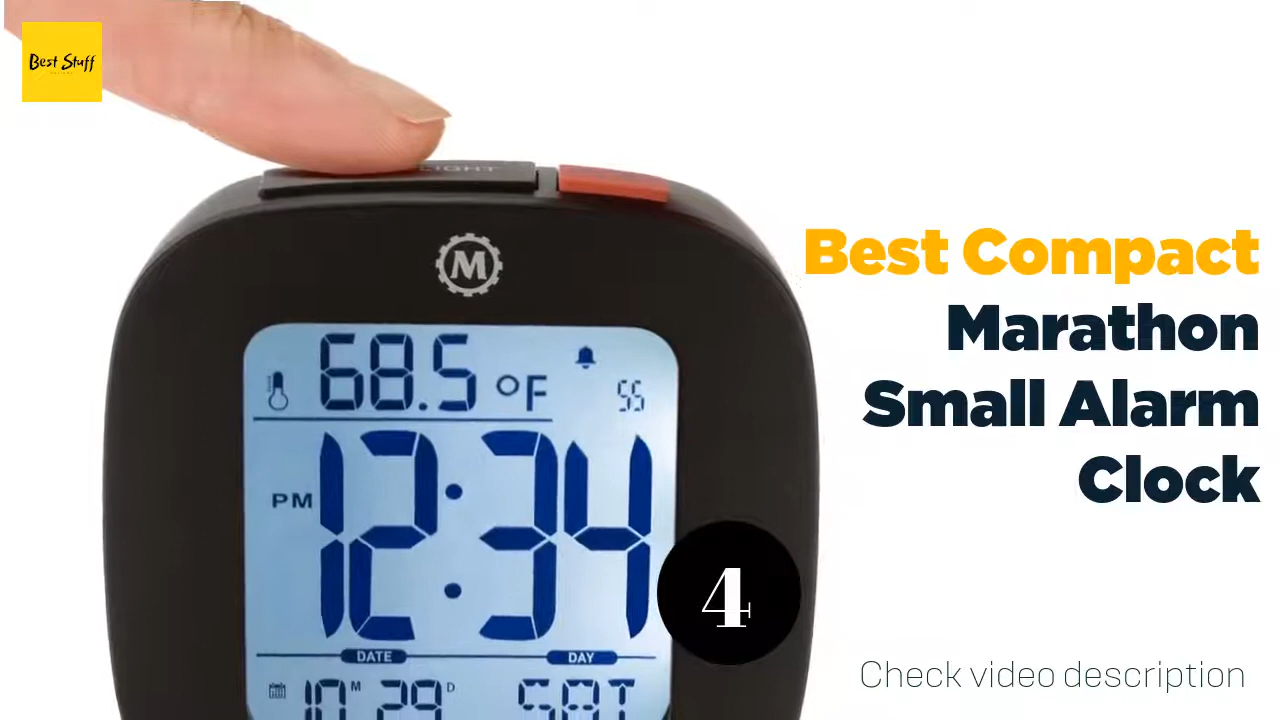 Best Stuff
LIGHT
M
68.5 °F
55
PM 12:34
DATE DAY
10 M 29 D SAT
Best Compact
Marathon
Small Alarm
Clock
4
Check video description